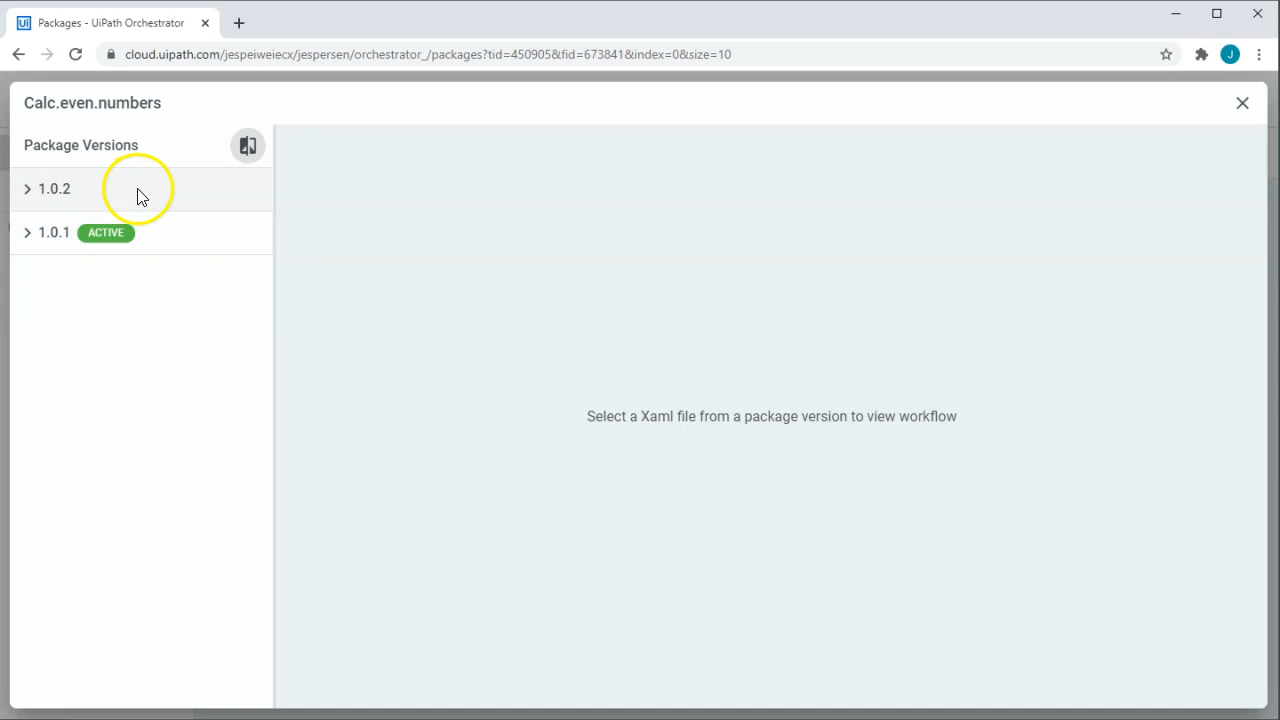 Ui Packages - UiPath Orchestrator
cloud.uipath.com/jespeiweiecx/jespersen/orchestrator_/packages?tid=450905&fid=673841&index=0&size=10
J
Calc.even.numbers
Package Versions
1.0.2
1.0.1 ACTIVE
Select a Xaml file from a package version to view workflow